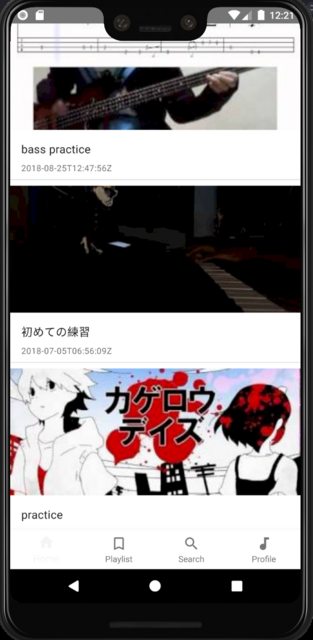 12:21
bass practice
2018-08-25T12:47:56Z
初めての練習
2018-07-05T06:56:09Z
カゲロウ
デイズ
practice
Home
Playlist
Search
Profile